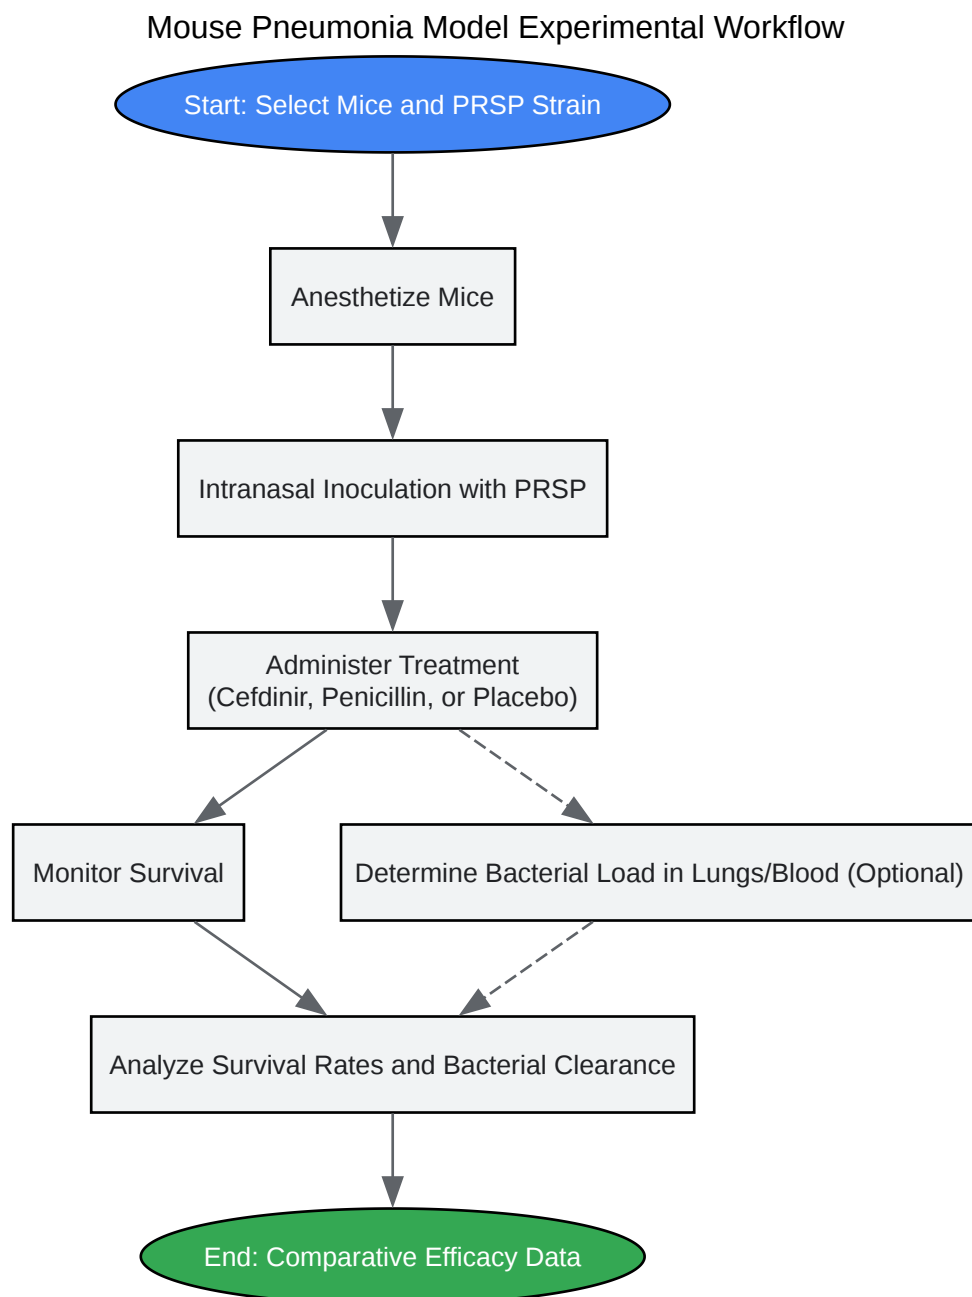 Mouse Pneumonia Model Experimental Workflow
Start: Select Mice and PRSP Strain
Anesthetize Mice
Intranasal Inoculation with PRSP
Administer Treatment
(Cefdinir, Penicillin, or Placebo)
Monitor Survival
Determine Bacterial Load in Lungs/Blood (Optional)
Analyze Survival Rates and Bacterial Clearance
End: Comparative Efficacy Data